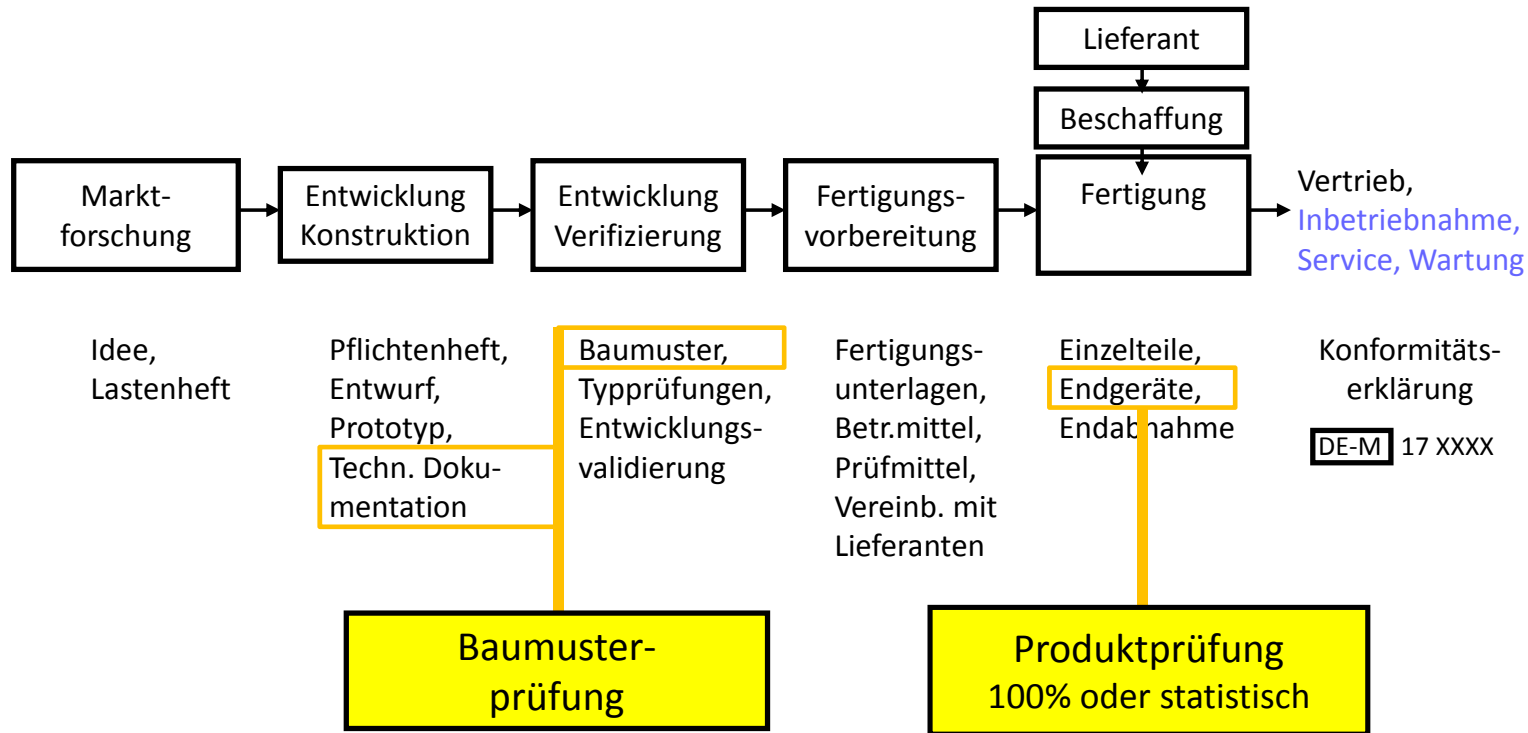 Lieferant
Beschaffung
Markt-
forschung
Entwicklung
Konstruktion
Entwicklung
Verifizierung
Fertigungs-
vorbereitung
Fertigung
Vertrieb,
Inbetriebnahme,
Service, Wartung
Idee,
Lastenheft
Pflichtenheft,
Entwurf,
Prototyp,
Techn. Doku-
mentation
Baumuster,
Typprüfungen,
Entwicklungs-
validierung
Fertigungs-
unterlagen,
Betr.mittel,
Prüfmittel,
Vereinb. mit
Lieferanten
Einzelteile,
Endgeräte,
Endabnahme
Konformitäts-
erklärung
DE-M 17 XXXX
Baumuster-
prüfung
Produktprüfung
100% oder statistisch